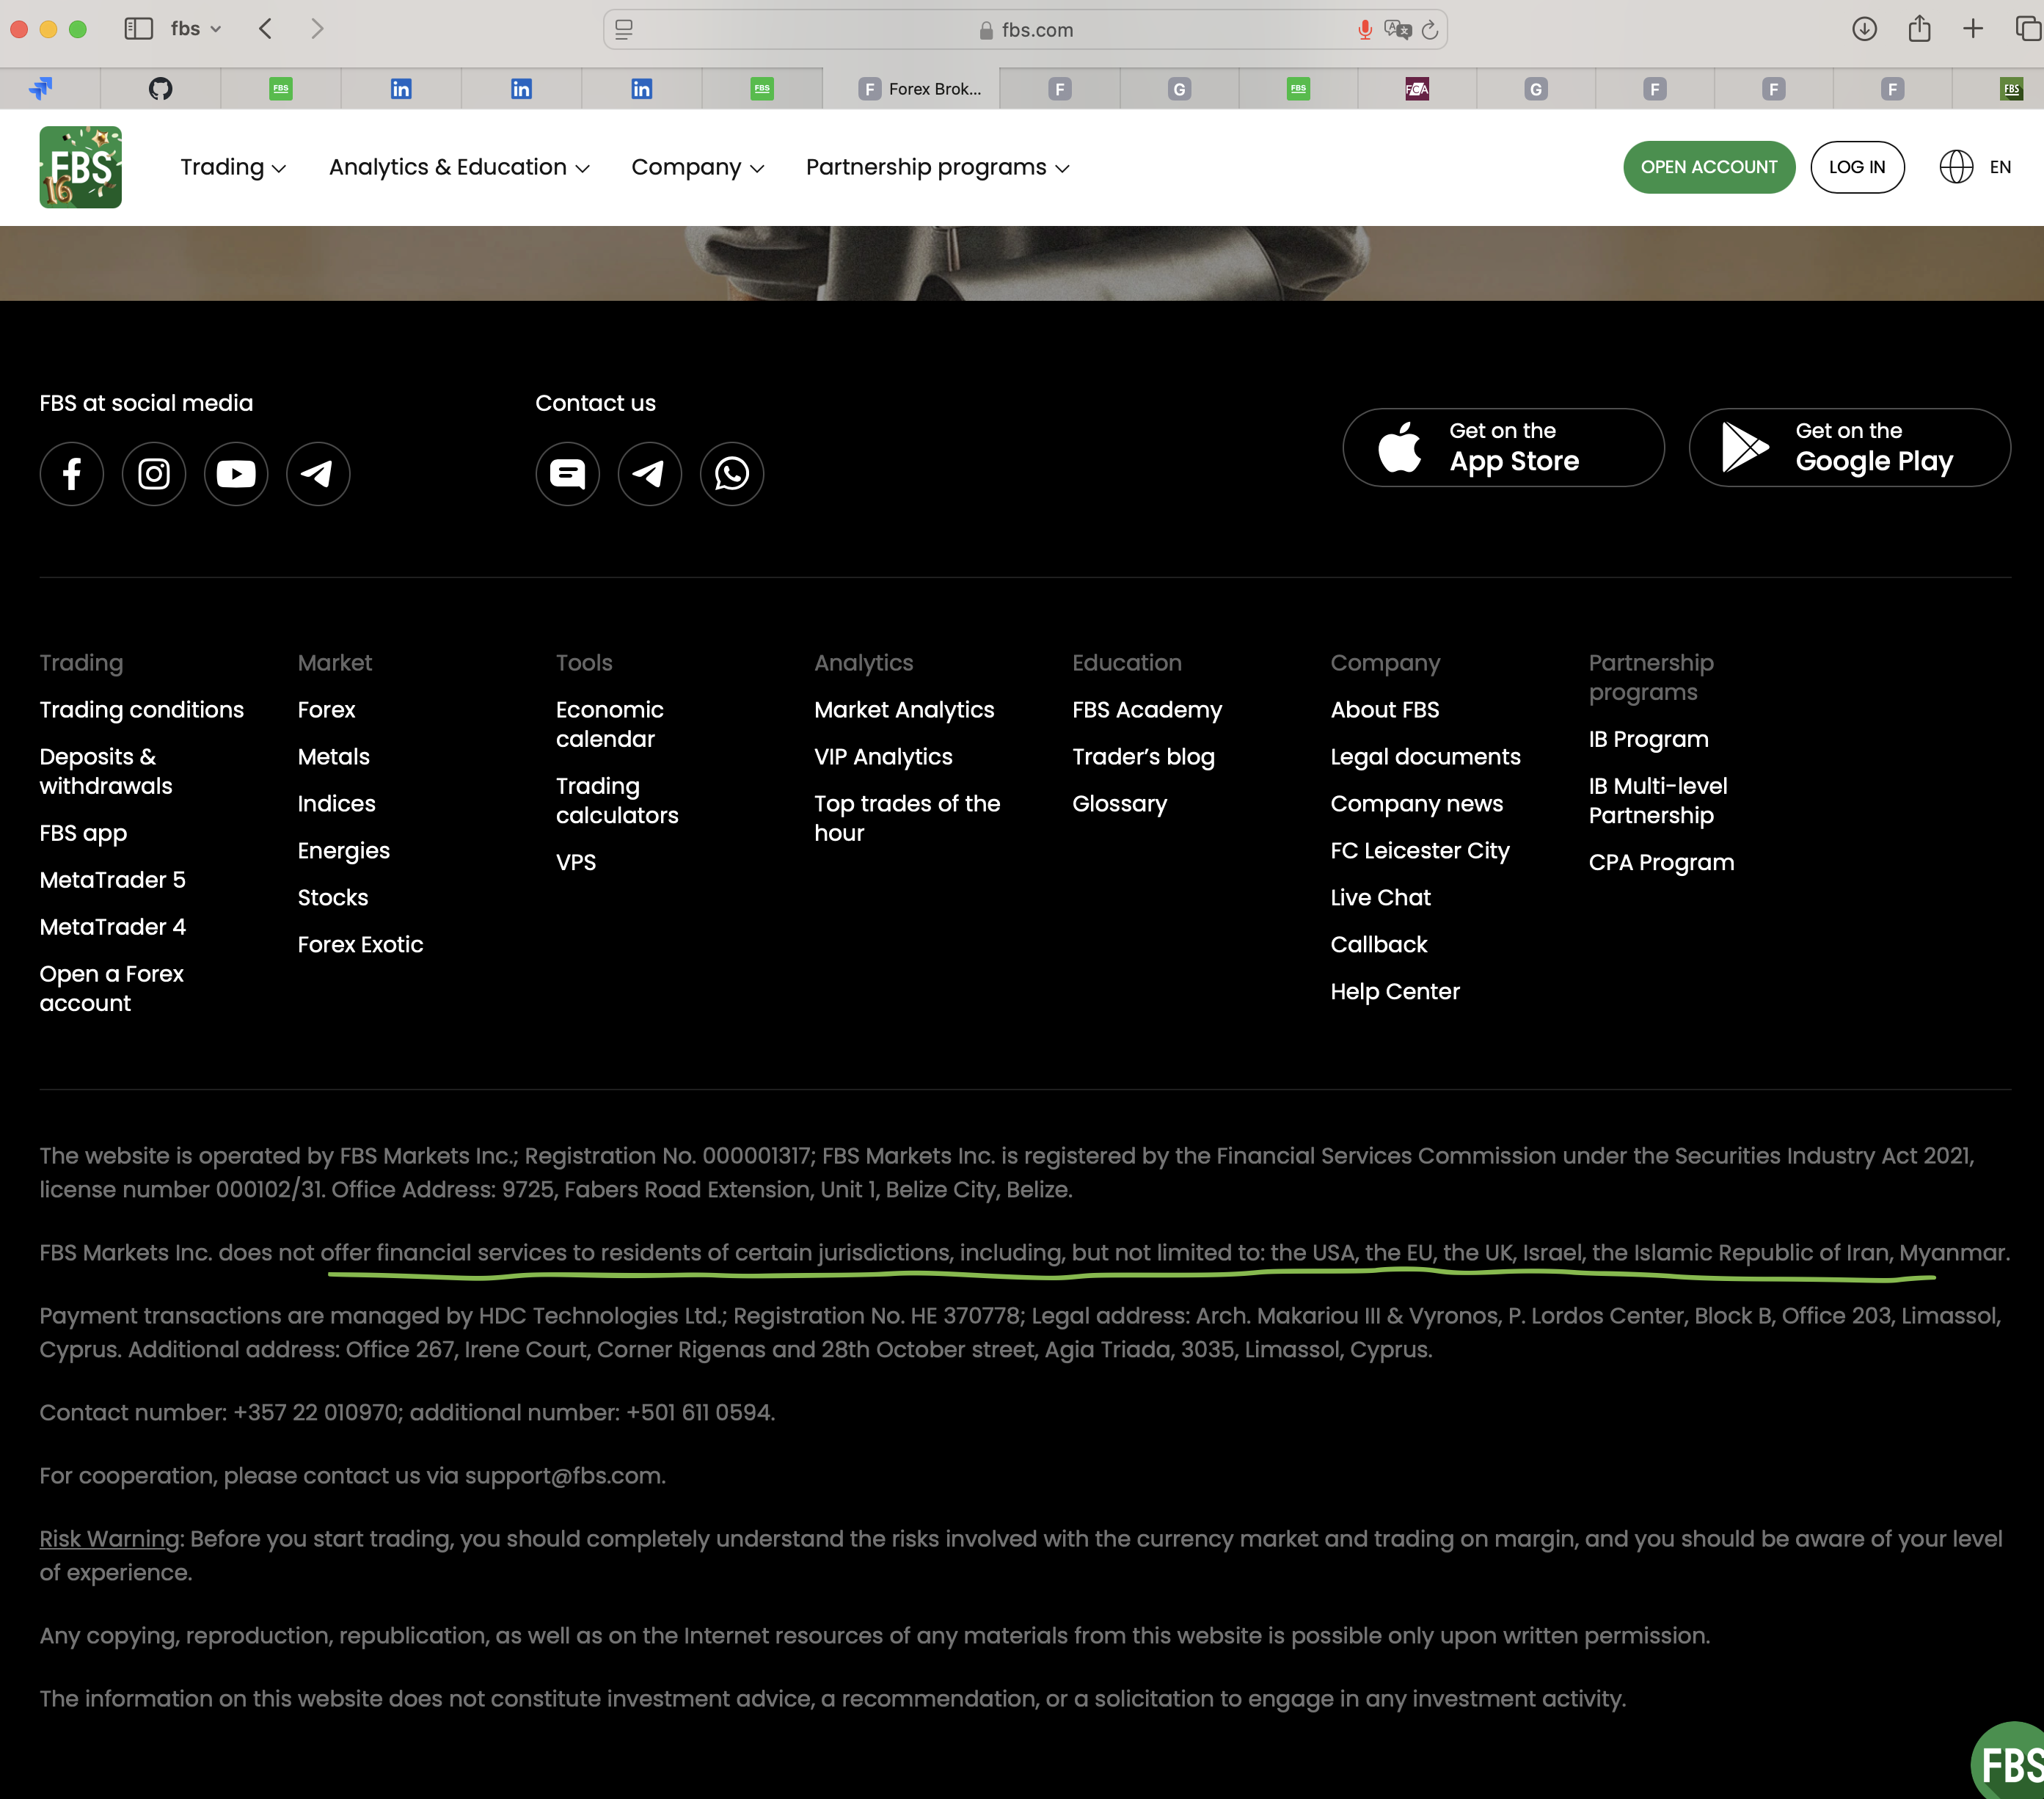 fbs
fbs.com
FBS
in
in
in
FBS
F Forex Brok...
F
G
FBS
FCA
G
F
F
F
FBS
FBS
16
Trading
Analytics & Education
Company
Partnership programs
OPEN ACCOUNT
LOG IN
EN
FBS at social media
Contact us
Get on the
App Store
Get on the
Google Play
Trading
Trading conditions
Deposits &
withdrawals
FBS app
MetaTrader 5
MetaTrader 4
Open a Forex
account
Market
Forex
Metals
Indices
Energies
Stocks
Forex Exotic
Tools
Economic
calendar
Trading
calculators
VPS
Analytics
Market Analytics
VIP Analytics
Top trades of the
hour
Education
FBS Academy
Trader's blog
Glossary
Company
About FBS
Legal documents
Company news
FC Leicester City
Live Chat
Callback
Help Center
Partnership
programs
IB Program
IB Multi-level
Partnership
CPA Program
The website is operated by FBS Markets Inc.; Registration No. 000001317; FBS Markets Inc. is registered by the Financial Services Commission under the Securities Industry Act 2021,
license number 000102/31. Office Address: 9725, Fabers Road Extension, Unit 1, Belize City, Belize.
FBS Markets Inc. does not offer financial services to residents of certain jurisdictions, including, but not limited to: the USA, the EU, the UK, Israel, the Islamic Republic of Iran, Myanmar.
Payment transactions are managed by HDC Technologies Ltd.; Registration No. HE 370778; Legal address: Arch. Makariou III & Vyronos, P. Lordos Center, Block B, Office 203, Limassol,
Cyprus. Additional address: Office 267, Irene Court, Corner Rigenas and 28th October street, Agia Triada, 3035, Limassol, Cyprus.
Contact number: +357 22 010970; additional number: +501 611 0594.
For cooperation, please contact us via support@fbs.com.
Risk Warning: Before you start trading, you should completely understand the risks involved with the currency market and trading on margin, and you should be aware of your level
of experience.
Any copying, reproduction, republication, as well as on the Internet resources of any materials from this website is possible only upon written permission.
The information on this website does not constitute investment advice, a recommendation, or a solicitation to engage in any investment activity.
FBS